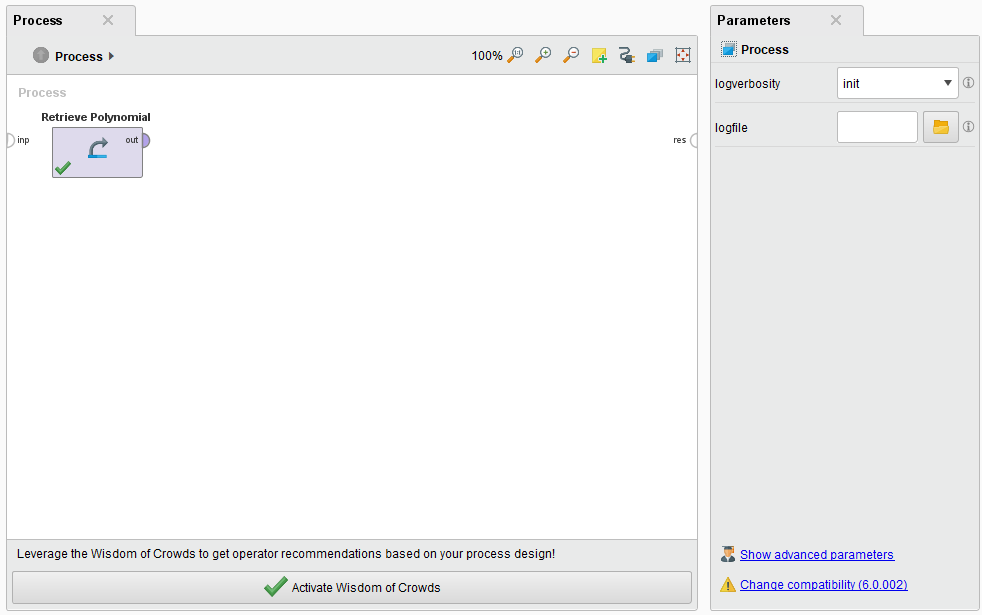 Process
Process
100%
Process
Retrieve Polynomial
inp
out
res
Leverage the Wisdom of Crowds to get operator recommendations based on your process design!
Activate Wisdom of Crowds
Parameters
Process
logverbosity
init
logfile
Show advanced parameters
Change compatibility (6.0.002)